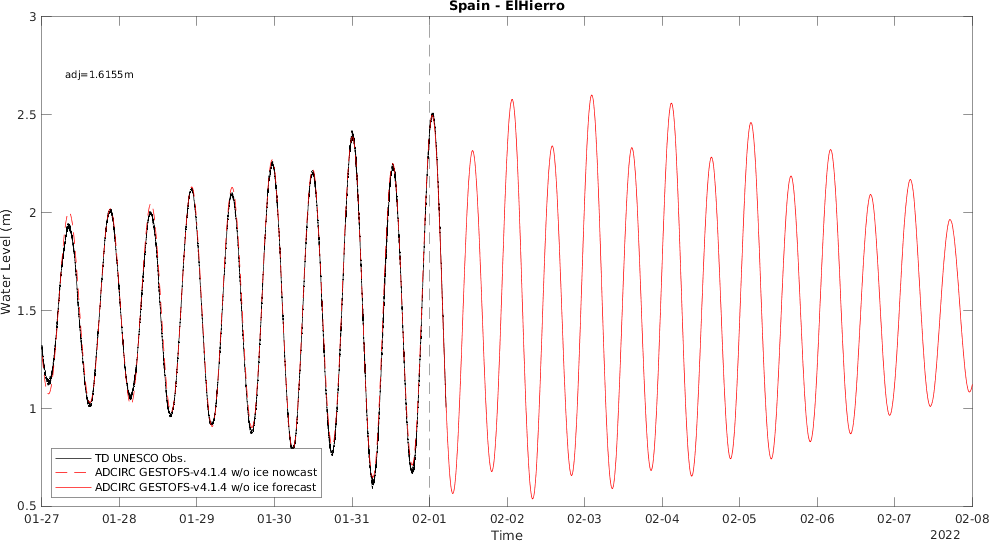 Spain - ElHierro
3
adj=1.6155m
2.5
2
Water Level (m)
1.5
1
TD UNESCO Obs.
ADCIRC GESTOFS-v4.1.4 w/o ice nowcast
ADCIRC GESTOFS-v4.1.4 w/o ice forecast
0.5
01-27 01-28 01-29 01-30 01-31 02-01 02-02 02-03 02-04 02-05 02-06 02-07 02-08
Time
2022